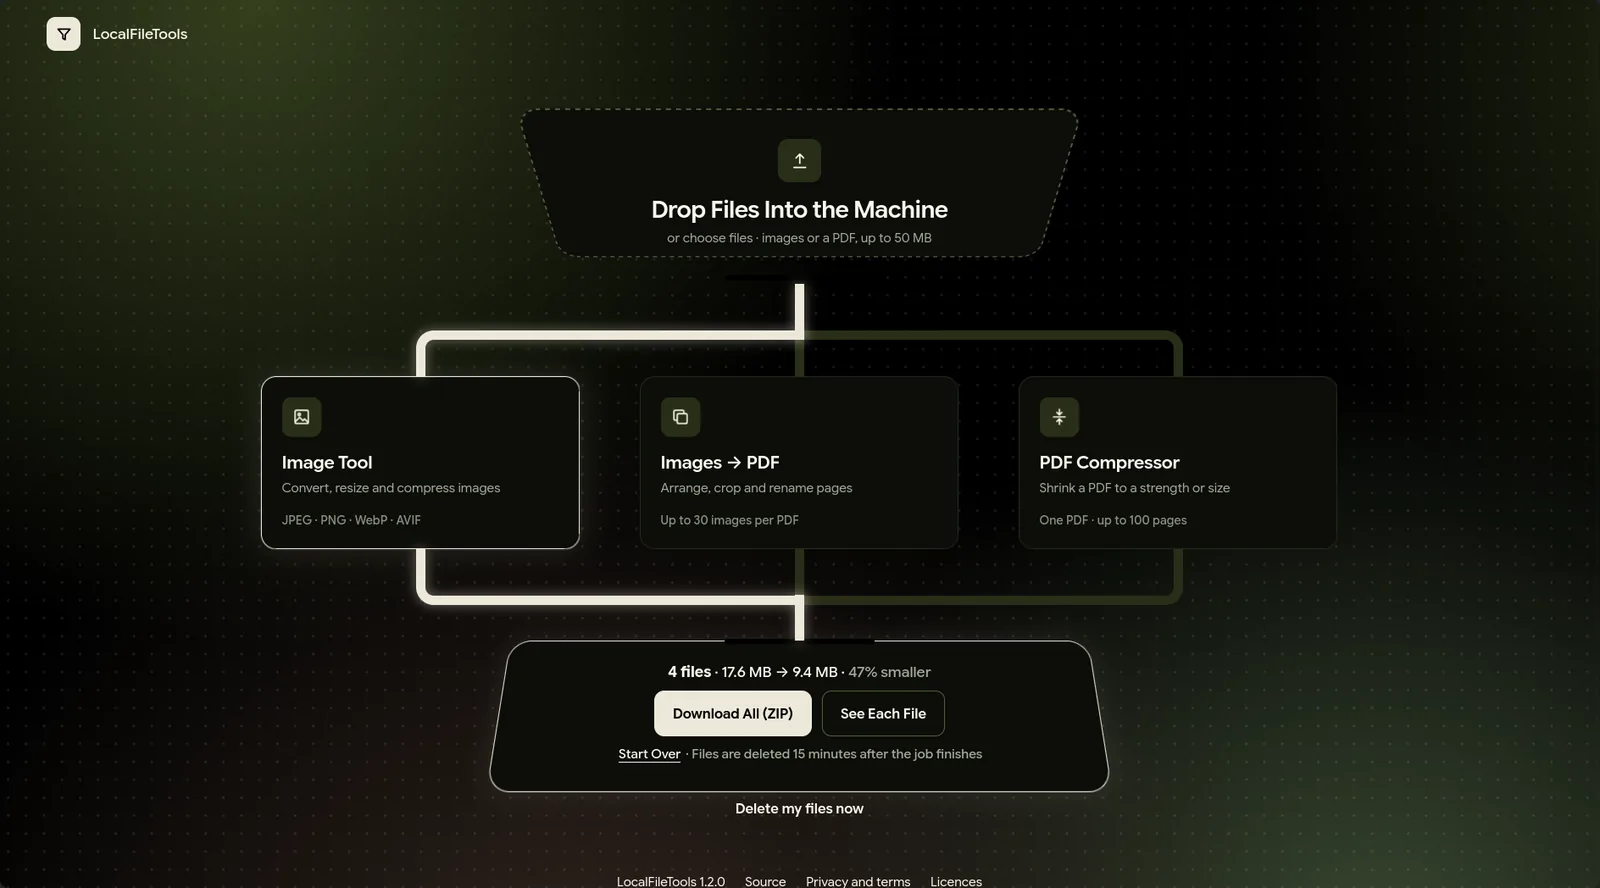 LocalFileTools
Drop Files Into the Machine
or choose files · images or a PDF, up to 50 MB
Image Tool
Convert, resize and compress images
JPEG · PNG · WebP · AVIF
Images → PDF
Arrange, crop and rename pages
Up to 30 images per PDF
PDF Compressor
Shrink a PDF to a strength or size
One PDF · up to 100 pages
4 files · 17.6 MB → 9.4 MB · 47% smaller
Download All (ZIP)
See Each File
Start Over · Files are deleted 15 minutes after the job finishes
Delete my files now
LocalFileTools 1.2.0 Source Privacy and terms Licences